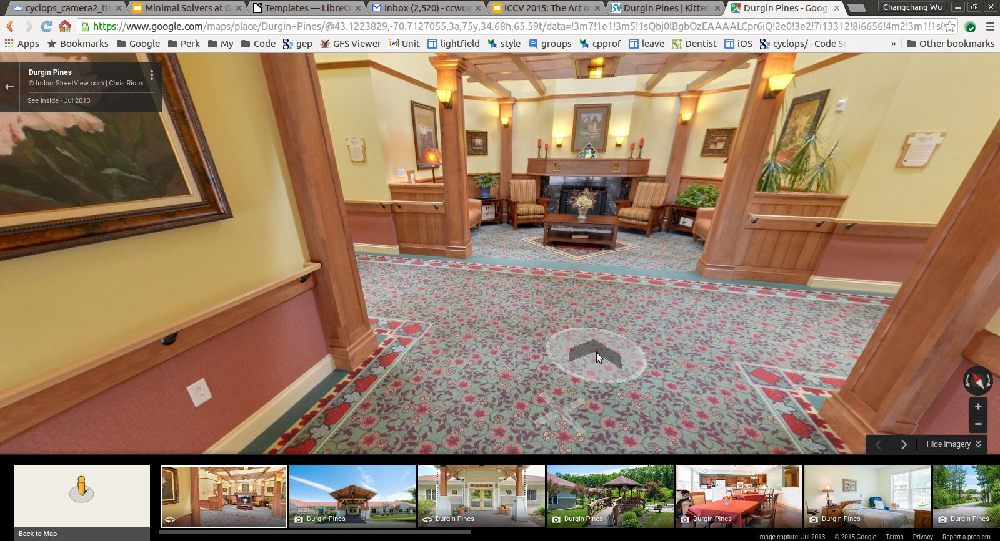 cyclops_camera2_tir
Minimal Solvers at G
Templates — LibreO
Inbox (2,520) - ccwu
ICCV 2015: The Art o
Durgin Pines | Kitter
Durgin Pines - Googl
Changchang Wu
https://www.google.com/maps/place/Durgin+Pines/@43.1223829,-70.7127055,3a,75y,34.68h,65.59t/data=!3m7!1e1!3m5!1sQbj0lBgbOzEAAAALCpr6iQ!2e0!3e2!7i13312!8i6656!4m2!3m1!1s0
Apps
Bookmarks
Google
Perk
My
Code
gep
GFS Viewer
[w] Unit
lightfield
style
groups
cpprof
leave
Dentist
iOS
cyclops/ - Code Se
»
Other bookmarks
Durgin Pines
© IndoorStreetView.com | Chris Rioux
See inside - Jul 2013
Hide imagery
Back to Map
Durgin Pines
Durgin Pines
Durgin Pines
Durgin Pines
Durgin Pines
Durgin Pines
Image capture: Jul 2013 © 2015 Google Terms Privacy Report a problem